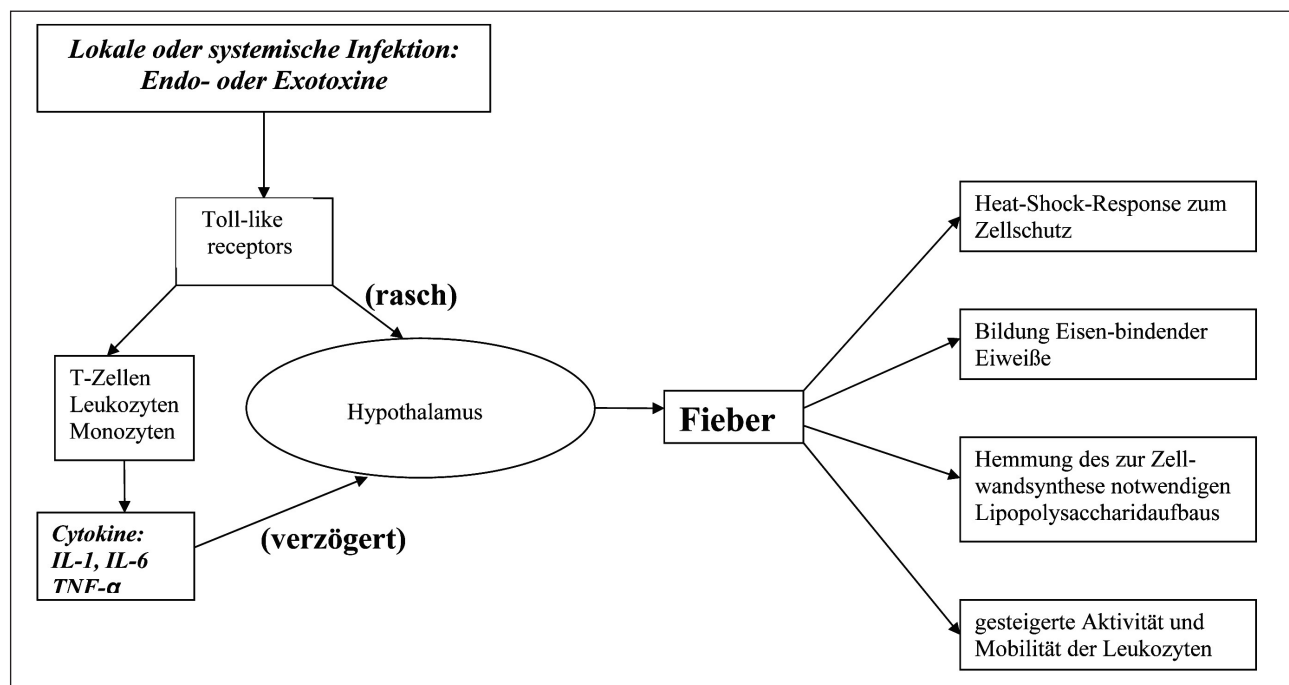 Lokale oder systemische Infektion:
Endo- oder Exotoxine
Toll-like
receptors
(rasch)
T-Zellen
Leukozyten
Monozyten
Hypothalamus
Cytokine:
IL-1, IL-6
TNF-α
(verzögert)
Fieber
Heat-Shock-Response zum
Zellschutz
Bildung Eisen-bindender
Eiweiße
Hemmung des zur Zell-
wandsynthese notwendigen
Lipopolysaccharidaufbaus
gesteigerte Aktivität und
Mobilität der Leukozyten